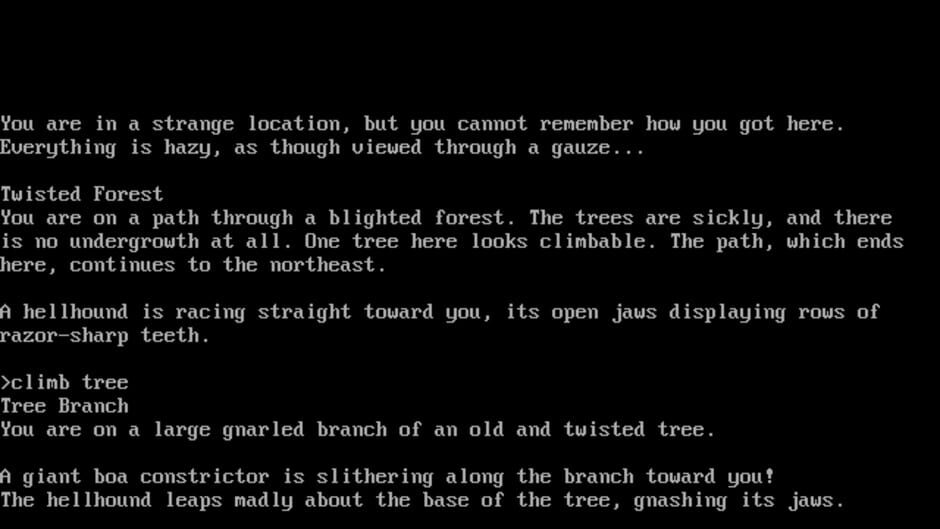 You are in a strange location, but you cannot remember how you got here.
Everything is hazy, as though viewed through a gauze...
Twisted Forest
You are on a path through a blighted forest. The trees are sickly, and there
is no undergrowth at all. One tree here looks climbable. The path, which ends
here, continues to the northeast.
A hellhound is racing straight toward you, its open jaws displaying rows of
razor-sharp teeth.
>climb tree
Tree Branch
You are on a large gnarled branch of an old and twisted tree.
A giant boa constrictor is slithering along the branch toward you!
The hellhound leaps madly about the base of the tree, gnashing its jaws.